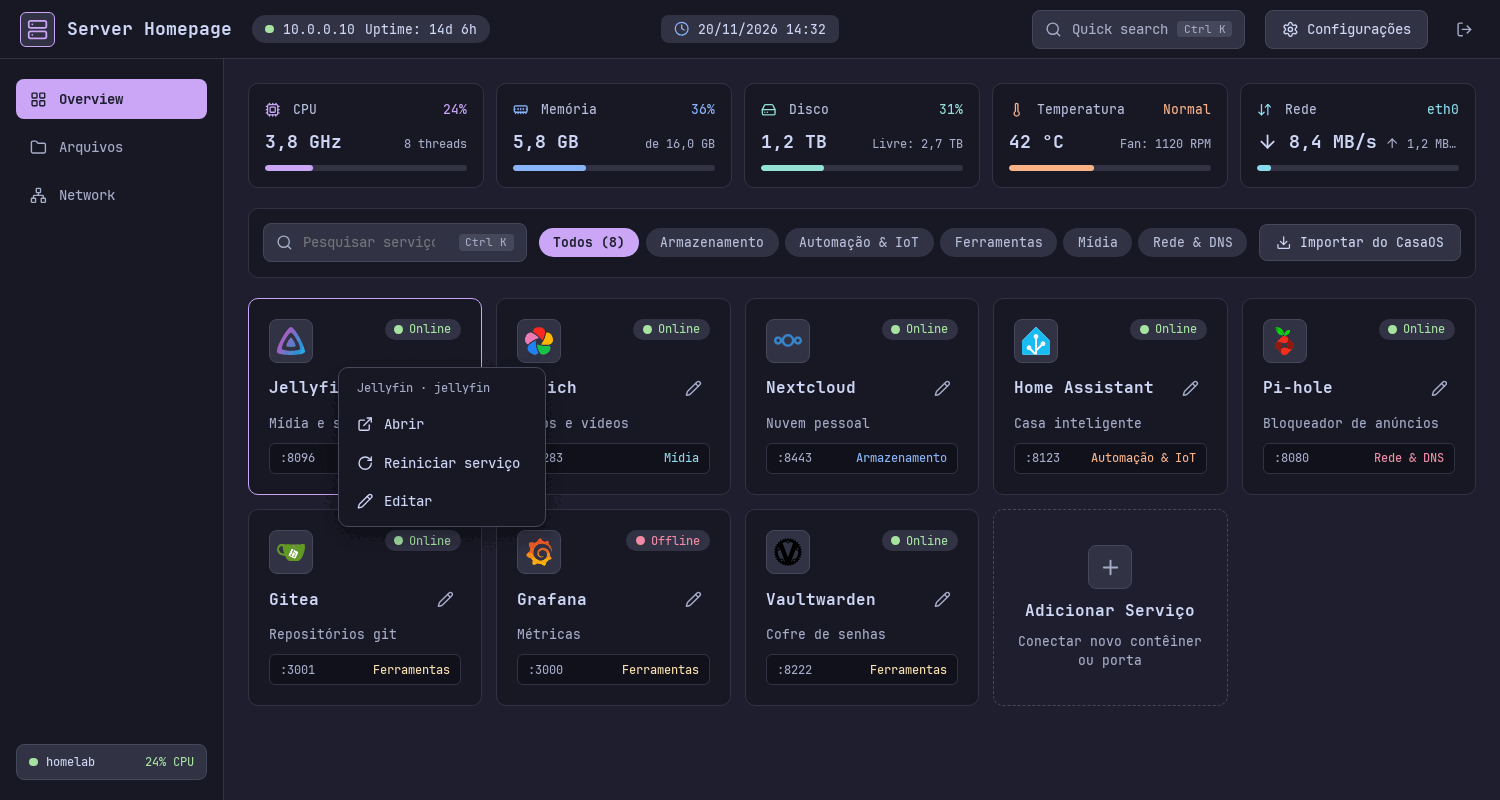 Server Homepage
10.0.0.10 Uptime: 14d 6h
20/11/2026 14:32
Quick search Ctrl K
Configurações
Overview
Arquivos
Network
homelab 24% CPU
CPU 24%
3,8 GHz 8 threads
Memória 36%
5,8 GB de 16,0 GB
Disco 31%
1,2 TB Livre: 2,7 TB
Temperatura Normal
42 °C Fan: 1120 RPM
Rede eth0
↓ 8,4 MB/s ↑ 1,2 MB…
Pesquisar serviç Ctrl K
Todos (8)
Armazenamento
Automação & IoT
Ferramentas
Mídia
Rede & DNS
Importar do CasaOS
Online
Jellyfi
Mídia e s
:8096
Jellyfin · jellyfin
Abrir
Reiniciar serviço
Editar
Online
ich
s e vídeos
283 Mídia
Online
Nextcloud
Nuvem pessoal
:8443 Armazenamento
Online
Home Assistant
Casa inteligente
:8123 Automação & IoT
Online
Pi-hole
Bloqueador de anúncios
:8080 Rede & DNS
Online
Gitea
Repositórios git
:3001 Ferramentas
Offline
Grafana
Métricas
:3000 Ferramentas
Online
Vaultwarden
Cofre de senhas
:8222 Ferramentas
Adicionar Serviço
Conectar novo contêiner
ou porta